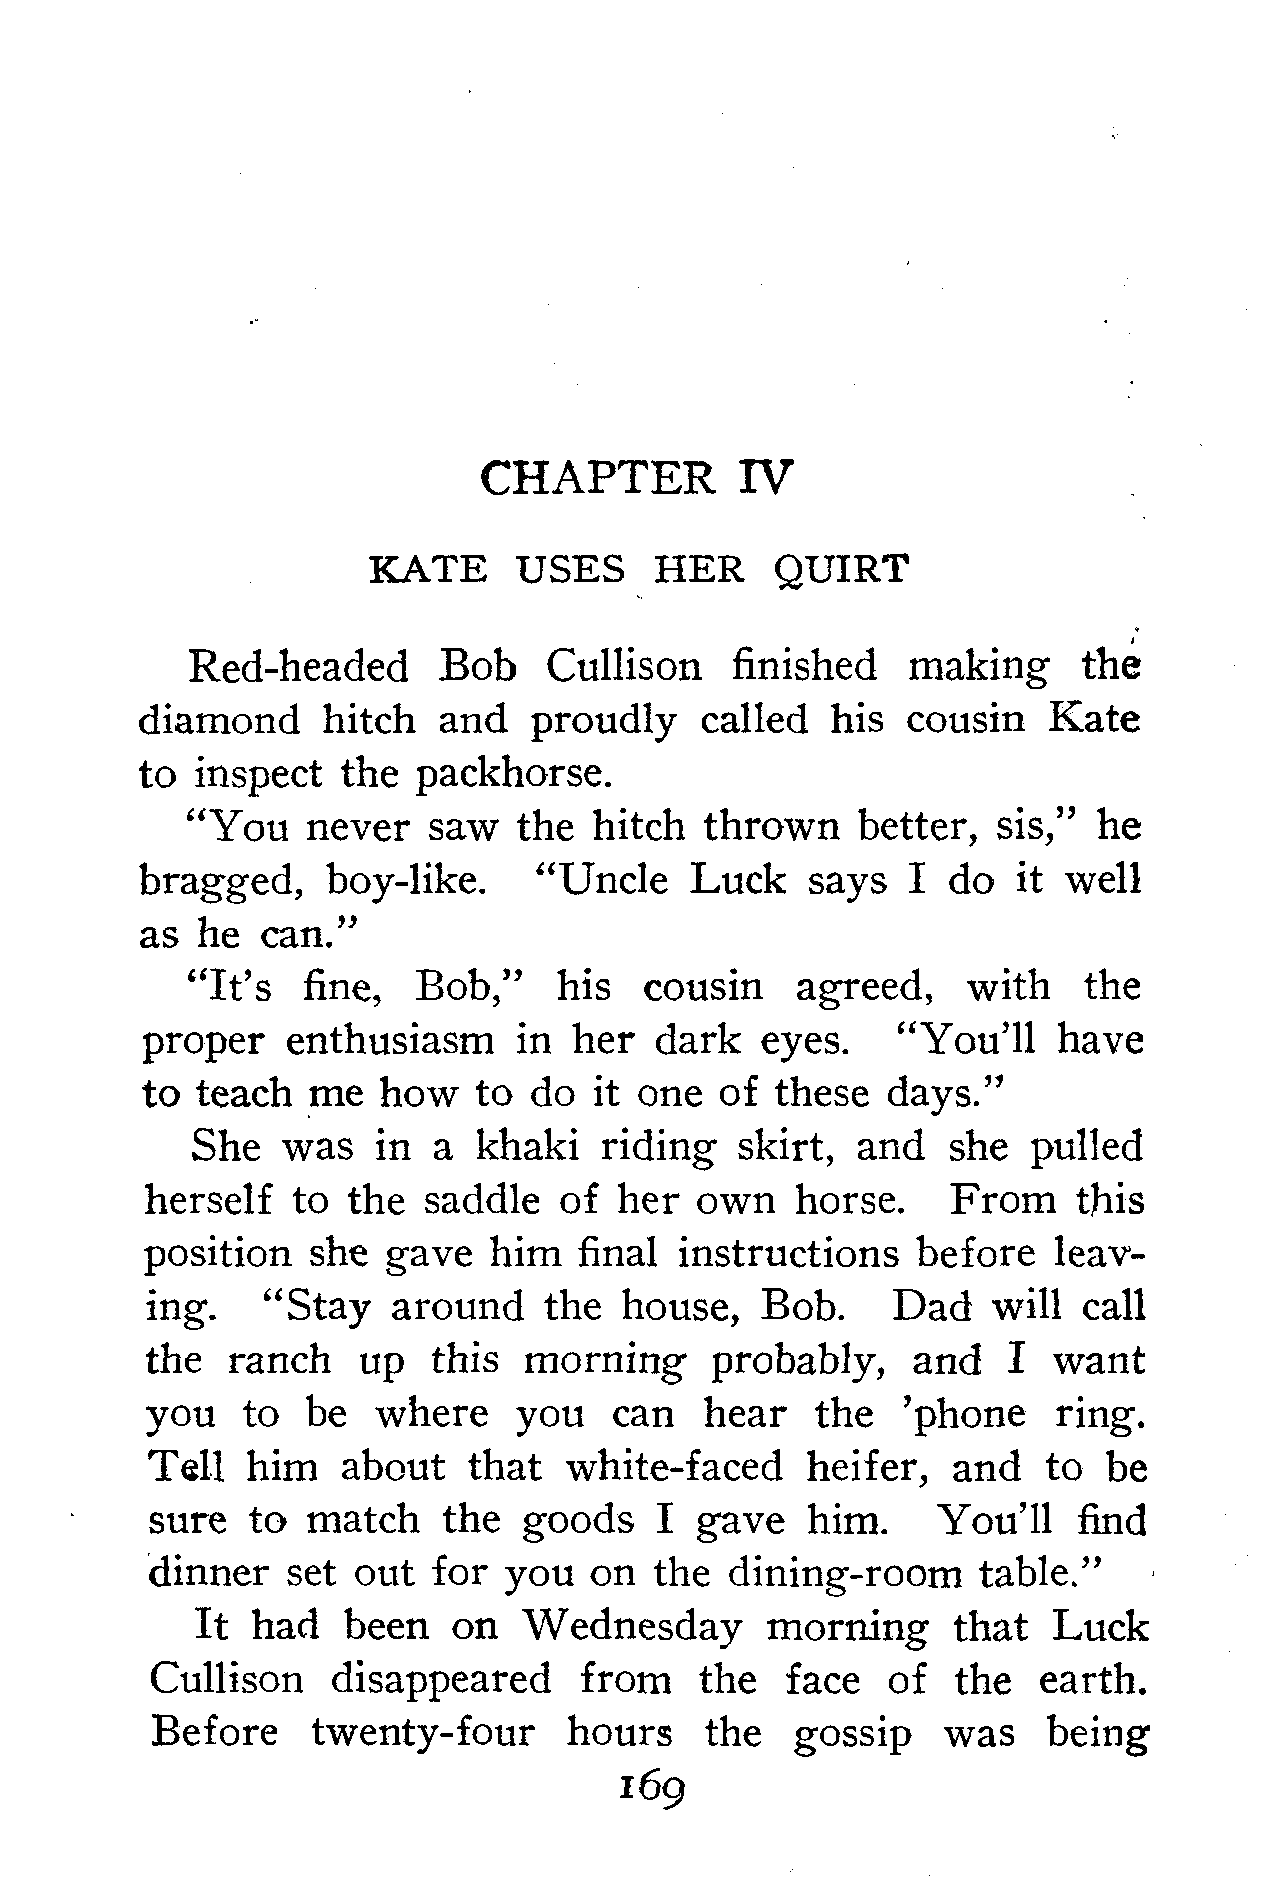 CHAPTER IV
KATE USES HER QUIRT
Red-headed Bob Cullison finished making the
diamond hitch and proudly called his cousin Kate
to inspect the packhorse.
“You never saw the hitch thrown better, sis,” he
bragged, boy-like. “Uncle Luck says I do it well
as he can.”
“It’s fine, Bob,” his cousin agreed, with the
proper enthusiasm in her dark eyes. “You’ll have
to teach me how to do it one of these days.”
She was in a khaki riding skirt, and she pulled
herself to the saddle of her own horse. From this
position she gave him final instructions before leav-
ing. “Stay around the house, Bob. Dad will call
the ranch up this morning probably, and I want
you to be where you can hear the ’phone ring.
Tell him about that white-faced heifer, and to be
sure to match the goods I gave him. You’ll find
dinner set out for you on the dining-room table.”
It had been on Wednesday morning that Luck
Cullison disappeared from the face of the earth.
Before twenty-four hours the gossip was being
169